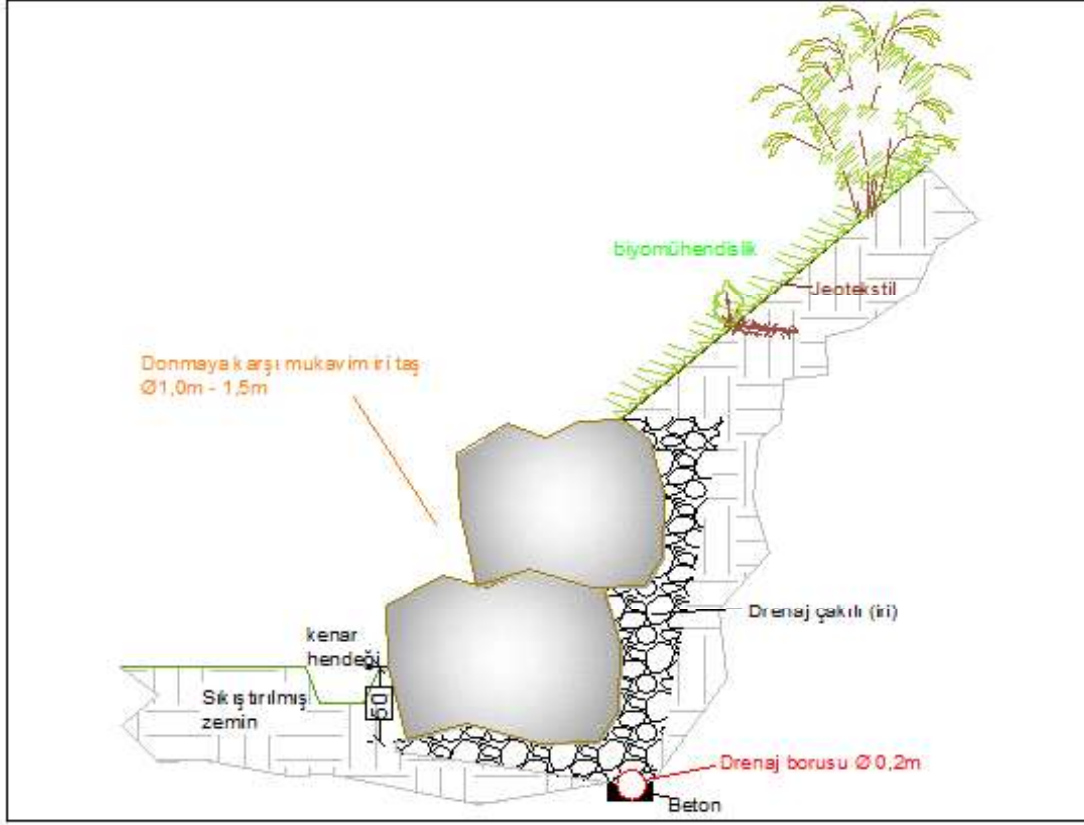 biyomühendislik
Jeotekstil
Donmaya karşı mukavim iri taş
Ø1,0m - 1,5m
Drenaj çakılı (iri)
kenar
hendeği
50
Sıkıştırılmış
zemin
Drenaj borusu Ø 0,2m
Beton